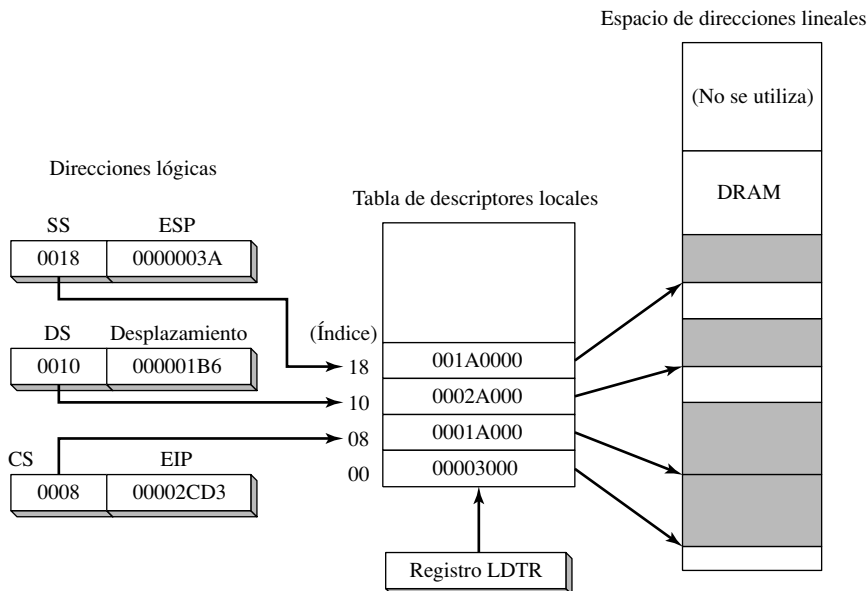 Espacio de direcciones lineales
(No se utiliza)
DRAM
Direcciones lógicas
SS ESP
0018 0000003A
DS Desplazamiento
0010 000001B6
CS EIP
0008 00002CD3
Tabla de descriptores locales
(Índice)
18 001A0000
10 0002A000
08 0001A000
00 00003000
Registro LDTR